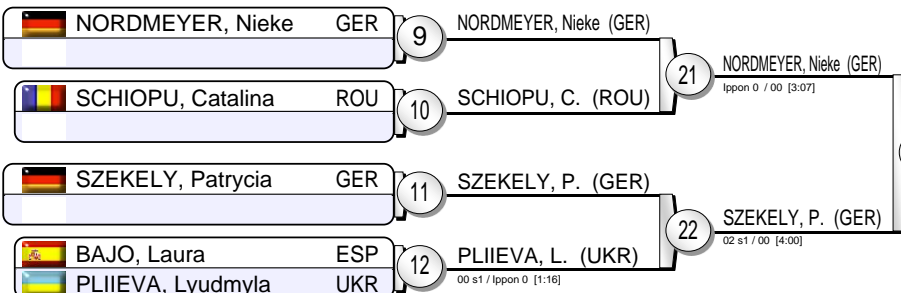 NORDMEYER, Nieke GER
9
NORDMEYER, Nieke (GER)
21
NORDMEYER, Nieke (GER)
Ippon 0 / 00 [3:07]
SCHIOPU, Catalina ROU
10
SCHIOPU, C. (ROU)
SZEKELY, Patrycia GER
11
SZEKELY, P. (GER)
22
SZEKELY, P. (GER)
02 s1 / 00 [4:00]
BAJO, Laura ESP
PLIIEVA, Lyudmyla UKR
12
PLIIEVA, L. (UKR)
00 s1 / Ippon 0 [1:16]